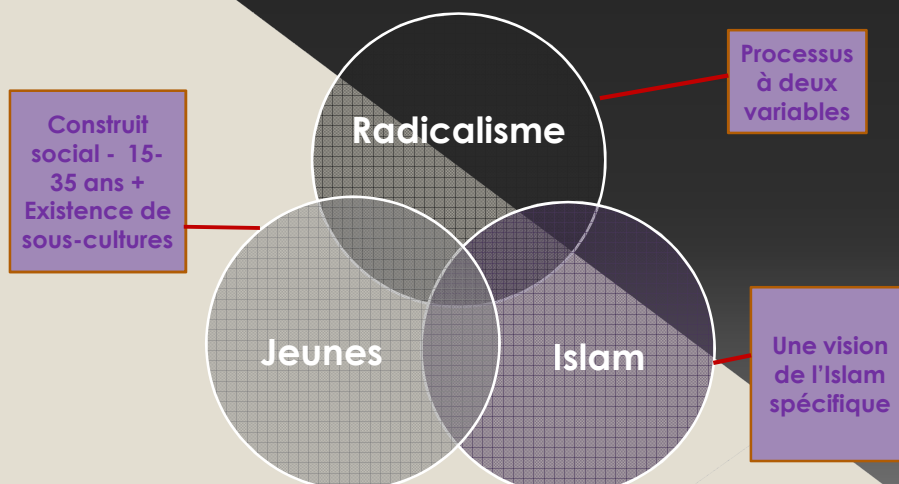 Processus
à deux
variables
Radicalisme
Construit
social - 15-
35 ans +
Existence de
sous-cultures
Jeunes
Islam
Une vision
de l'Islam
spécifique